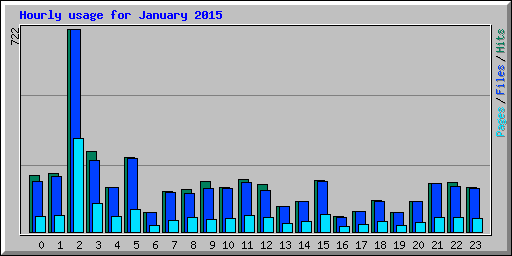 Hourly usage for January 2015
722
Pages/Files/Hits
0 1 2 3 4 5 6 7 8 9 10 11 12 13 14 15 16 17 18 19 20 21 22 23